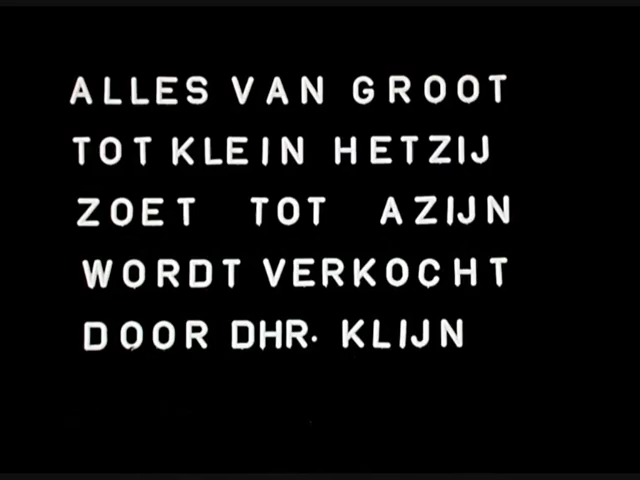 ALLES VAN GROOT
TOT KLEIN HETZIJ
ZOET TOT AZIJN
WORDT VERKOCHT
DOOR DHR. KLIJN